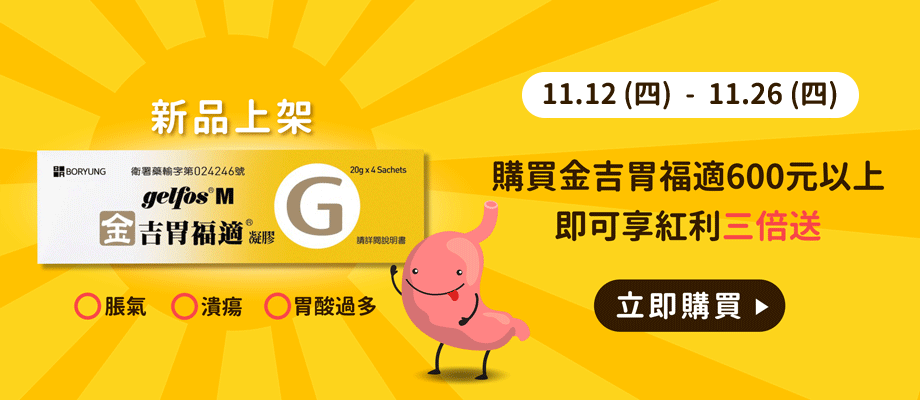 新品上架
BORYUNG
衛署藥輸字第024246號
20g x 4 Sachets
gelfos® M
G
金吉胃福適® 凝膠
請詳閱說明書
脹氣
潰瘍
胃酸過多
11.12 (四) - 11.26 (四)
購買金吉胃福適600元以上
即可享紅利三倍送
立即購買